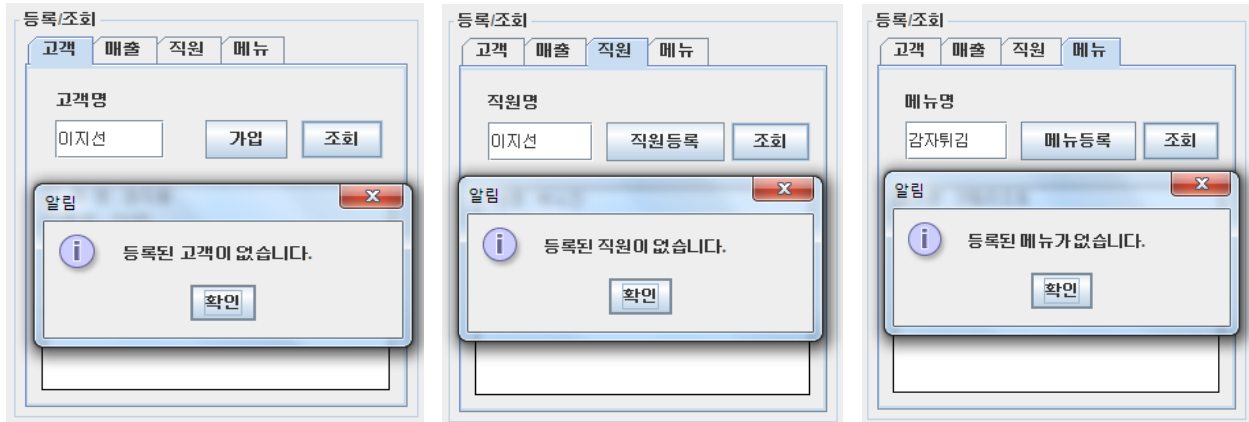 등록/조회
고객 매출 직원 메뉴
고객명
이지선 가입 조회
알림
등록된 고객이 없습니다.
확인
등록/조회
고객 매출 직원 메뉴
직원명
이지선 직원등록 조회
알림
등록된 직원이 없습니다.
확인
등록/조회
고객 매출 직원 메뉴
메뉴명
감자튀김 메뉴등록 조회
알림
등록된 메뉴가 없습니다.
확인